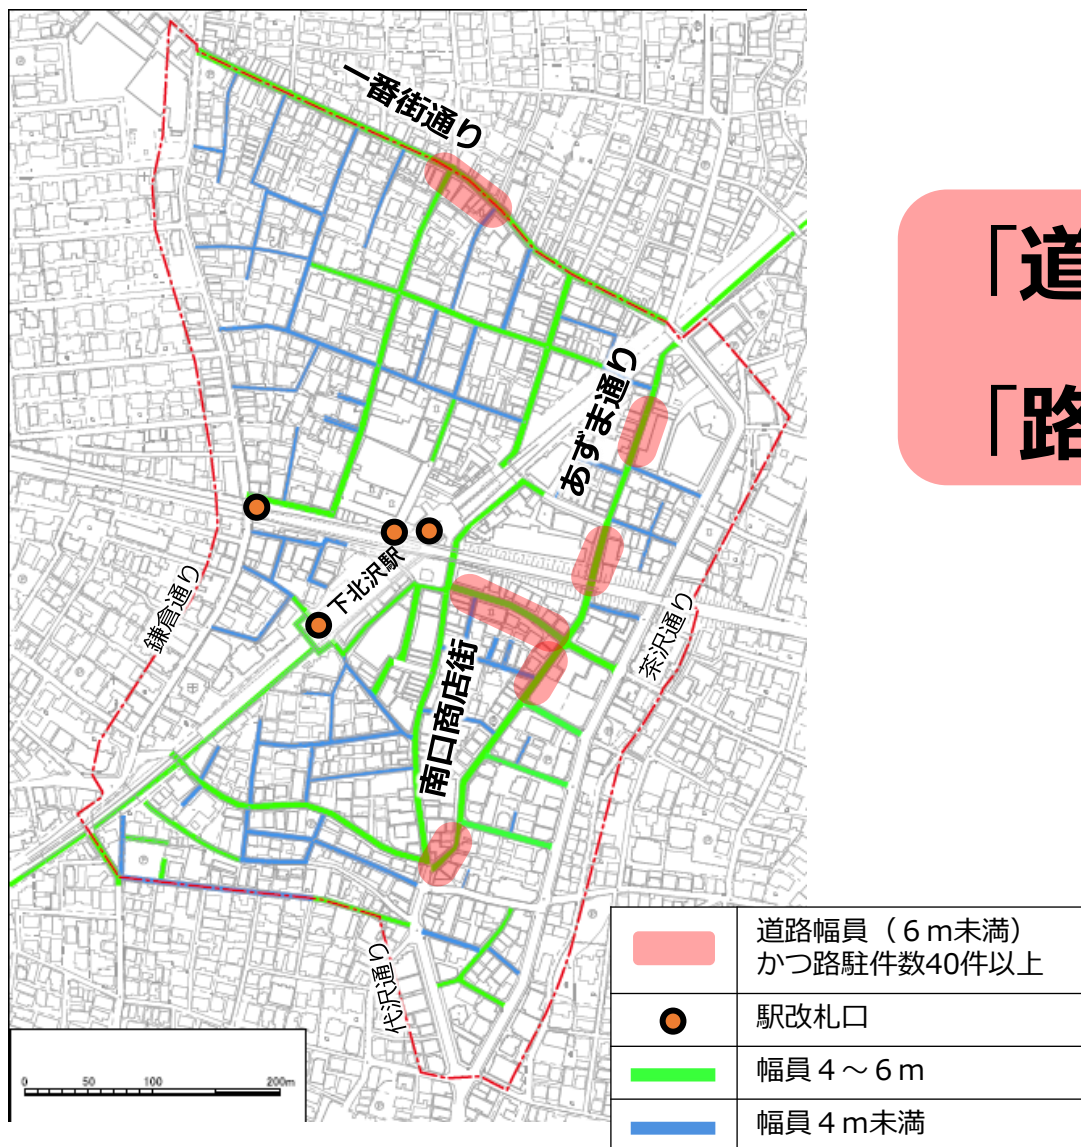 一番街通り
「道
「路
あずま通り
下北沢駅
鎌倉通り
茶沢通り
南口商店街
代沢通り
0 50 100 200m
道路幅員（６ｍ未満）
かつ路駐件数40件以上
駅改札口
幅員４～６ｍ
幅員４ｍ未満